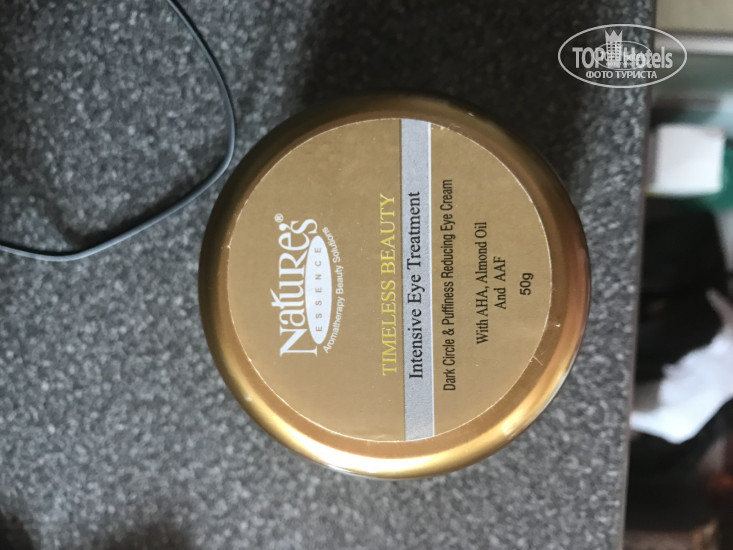 Nature's®
ESSENCE
Aromatherapy Beauty Solution™
TIMELESS BEAUTY
Intensive Eye Treatment
Dark Circle & Puffiness Reducing Eye Cream
With AHA, Almond Oil
And AAF
50g
TOP Hotels
ФОТО ТУРИСТА